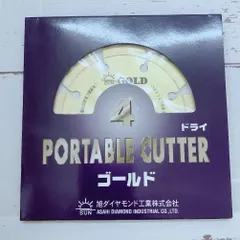 GOLD
4
ドライ
PORTABLE CUTTER
ゴールド
SUN
旭ダイヤモンド工業株式会社
ASAHI DIAMOND INDUSTRIAL CO.,LTD.